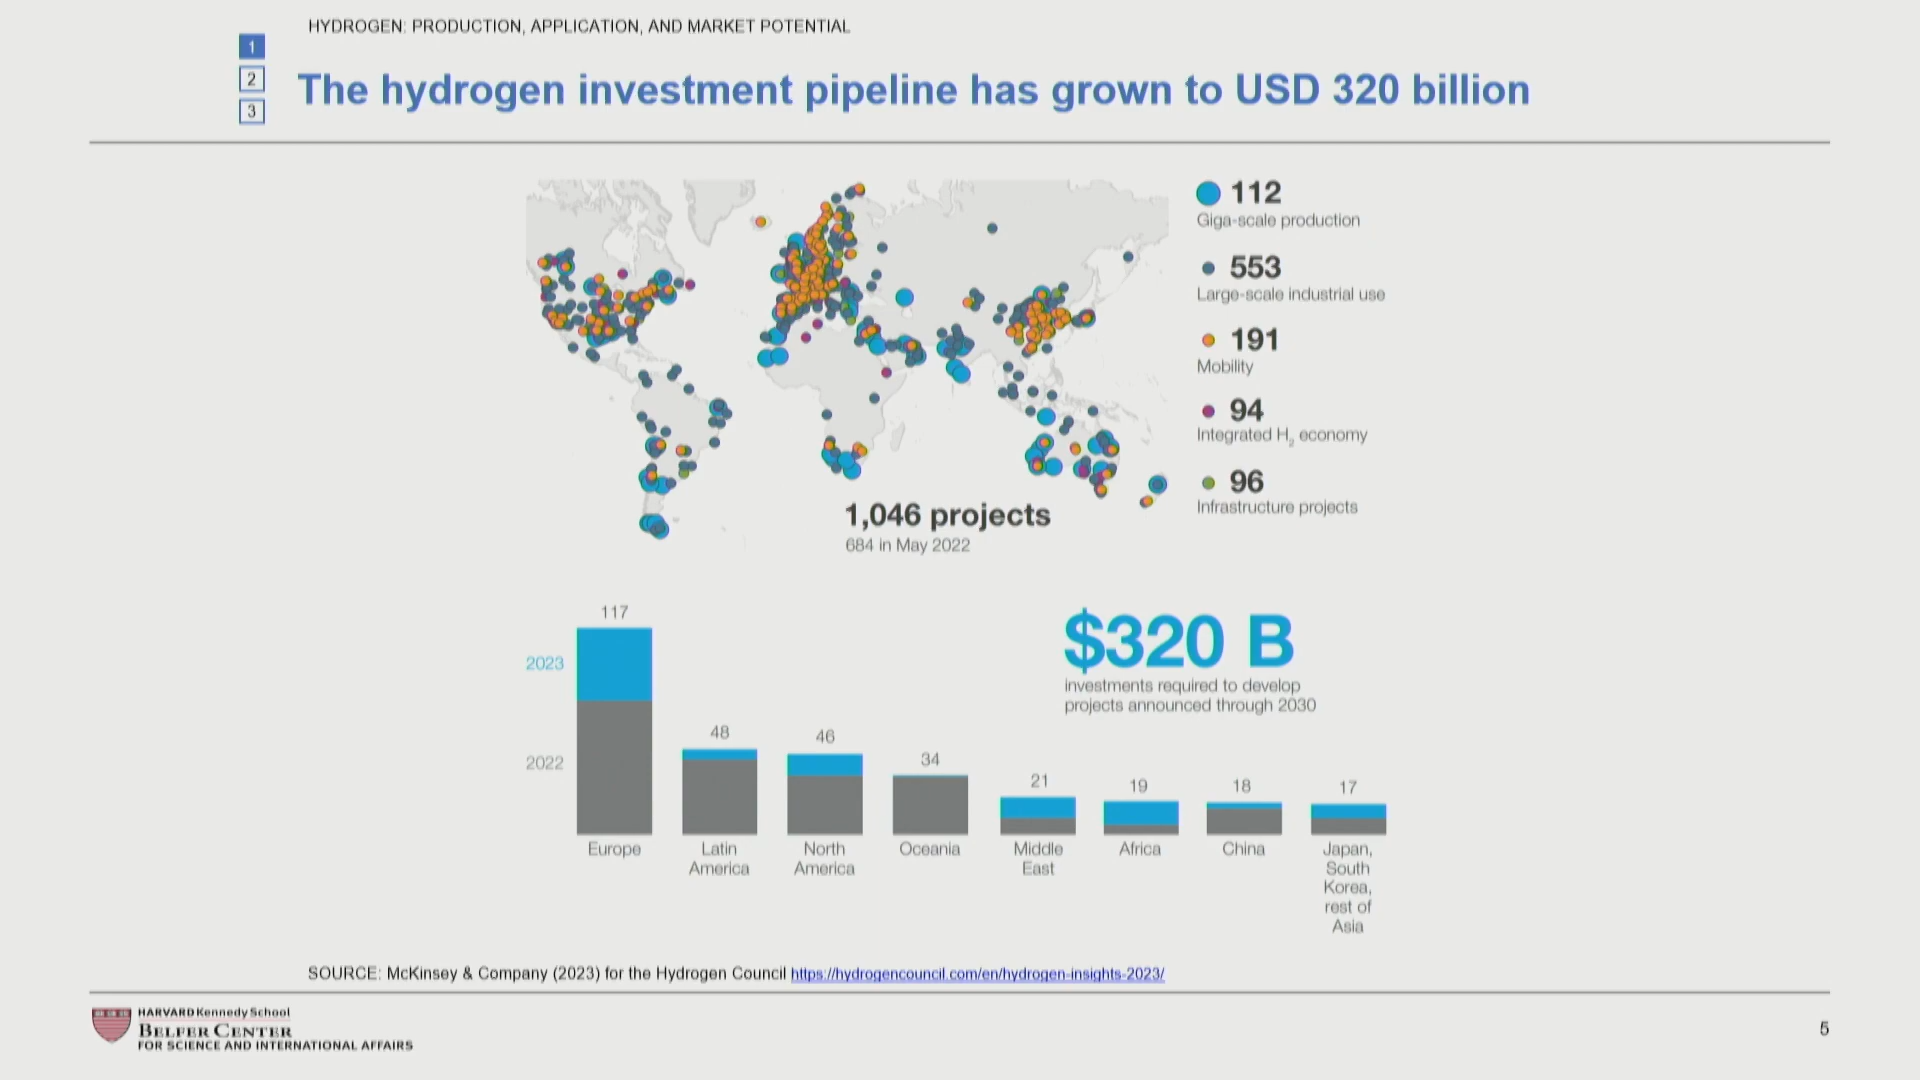 HYDROGEN: PRODUCTION, APPLICATION, AND MARKET POTENTIAL
1
2
3
The hydrogen investment pipeline has grown to USD 320 billion
112
Giga-scale production
553
Large-scale industrial use
191
Mobility
94
Integrated H₂ economy
96
Infrastructure projects
1,046 projects
684 in May 2022
$320 B
investments required to develop
projects announced through 2030
2023
2022
117
48
46
34
21
19
18
17
Europe
Latin
America
North
America
Oceania
Middle
East
Africa
China
Japan,
South
Korea,
rest of
Asia
SOURCE: McKinsey & Company (2023) for the Hydrogen Council https://hydrogencouncil.com/en/hydrogen-insights-2023/
HARVARD Kennedy School
BELFER CENTER
FOR SCIENCE AND INTERNATIONAL AFFAIRS
5